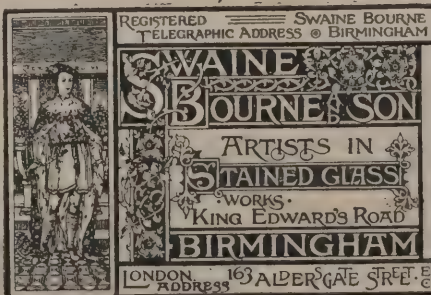 REGISTERED SWAINE BOURNE
TELEGRAPHIC ADDRESS BIRMINGHAM
SWAINE
BOURNE & SON
ARTISTS IN
STAINED GLASS
· WORKS ·
KING EDWARD'S ROAD
· BIRMINGHAM
LONDON ADDRESS 163 ALDERSGATE STREET. E
C